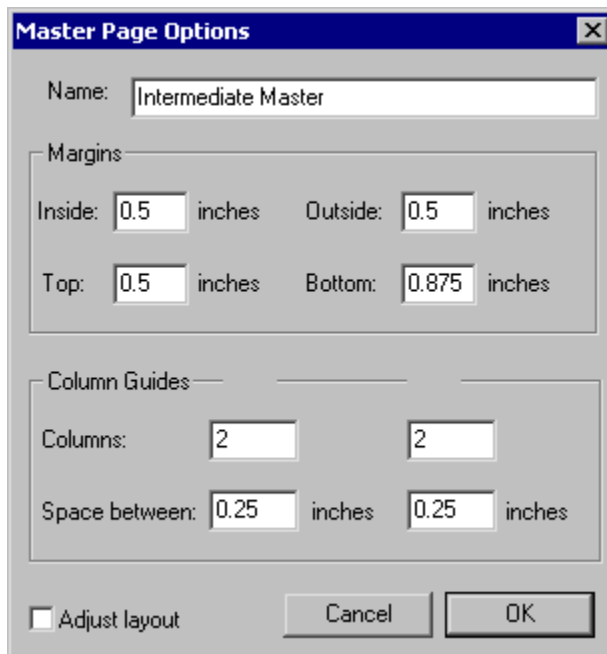 Master Page Options
Name: Intermediate Master
Margins
Inside: 0.5 inches Outside: 0.5 inches
Top: 0.5 inches Bottom: 0.875 inches
Column Guides
Columns: 2 2
Space between: 0.25 inches 0.25 inches
Adjust layout Cancel OK